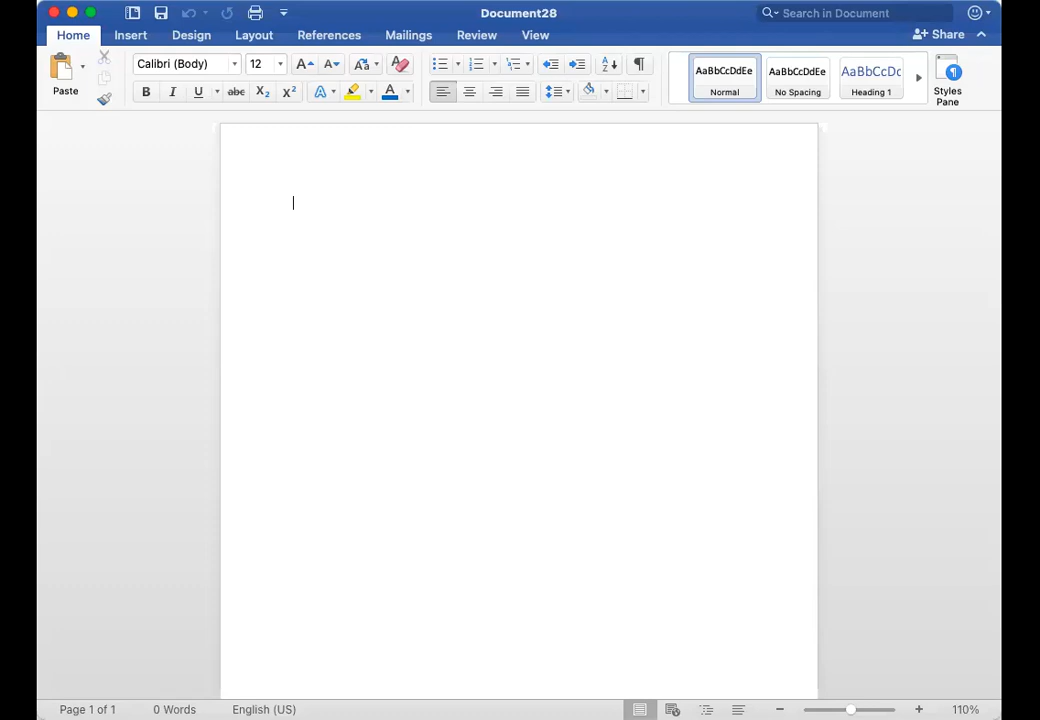 Document28
Search in Document
Home Insert Design Layout References Mailings Review View
Share
Paste
Calibri (Body) 12
AaBbCcDdEe AaBbCcDdEe AaBbCcDc
Normal No Spacing Heading 1
Styles
Pane
Page 1 of 1 0 Words English (US) 110%